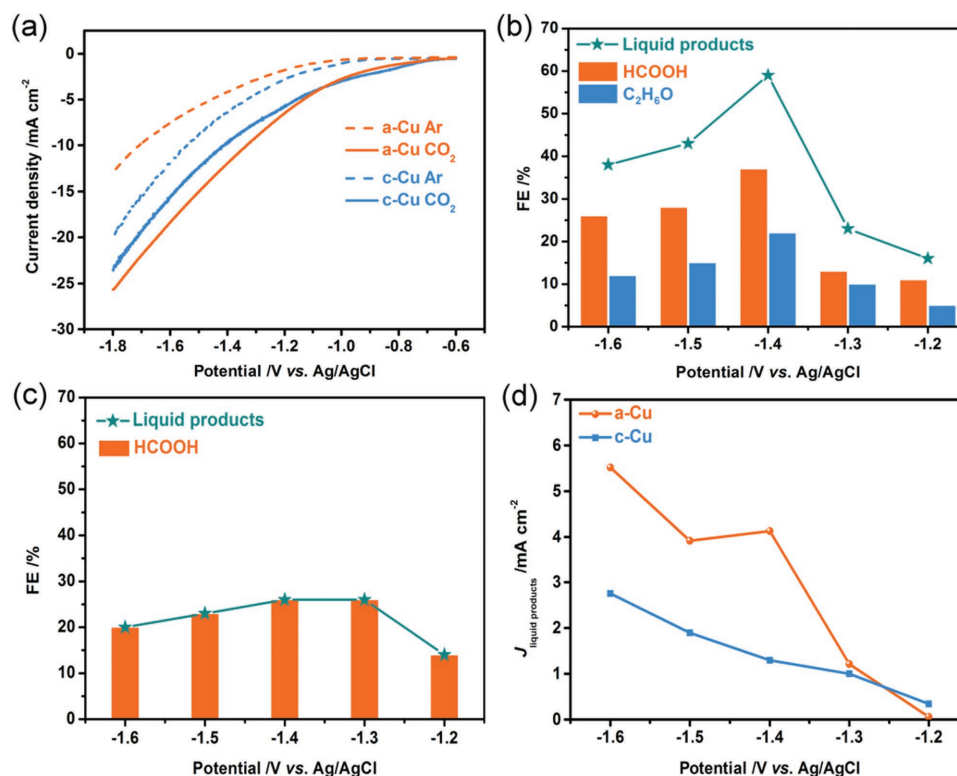 (a)
0
-5
-10
-15
-20
-25
-30
Current density /mA cm⁻²
a-Cu Ar
a-Cu CO₂
c-Cu Ar
c-Cu CO₂
-1.8 -1.6 -1.4 -1.2 -1.0 -0.8 -0.6
Potential /V vs. Ag/AgCl
(b)
70
60
50
40
30
20
10
0
FE /%
Liquid products
HCOOH
C₂H₆O
-1.6 -1.5 -1.4 -1.3 -1.2
Potential /V vs. Ag/AgCl
(c)
70
60
50
40
30
20
10
0
FE /%
Liquid products
HCOOH
-1.6 -1.5 -1.4 -1.3 -1.2
Potential /V vs. Ag/AgCl
(d)
7
6
5
4
3
2
1
0
J liquid products /mA cm⁻²
a-Cu
c-Cu
-1.6 -1.5 -1.4 -1.3 -1.2
Potential /V vs. Ag/AgCl